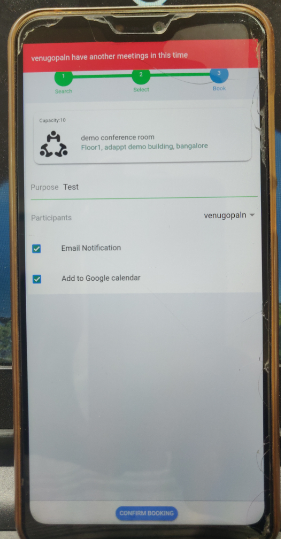 venugopaln have another meetings in this time
1
2
3
Search
Select
Book
Capacity:10
demo conference room
Floor1, adappt demo building, bangalore
Purpose Test
Participants
venugopaln
Email Notification
Add to Google calendar
CONFIRM BOOKING